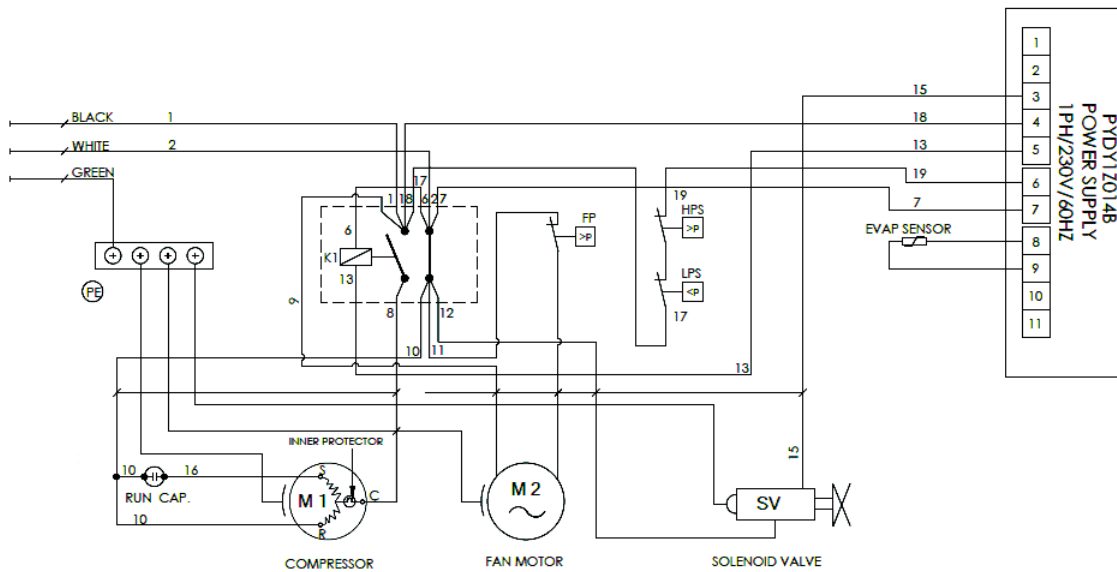 BLACK 1
WHITE 2
GREEN
PE
17
1 18 6 2 7
6
K1
13
8
12
10
11
9
FP
>P
19
HPS
>P
LPS
<P
17
13
15
18
13
19
7
EVAP SENSOR
1
2
3
4
5
6
7
8
9
10
11
PYDY1Z014B
POWER SUPPLY
1PH/230V/60HZ
INNER PROTECTOR
10
16
RUN CAP.
10
S
M 1
C
R
COMPRESSOR
M 2
FAN MOTOR
15
SV
SOLENOID VALVE